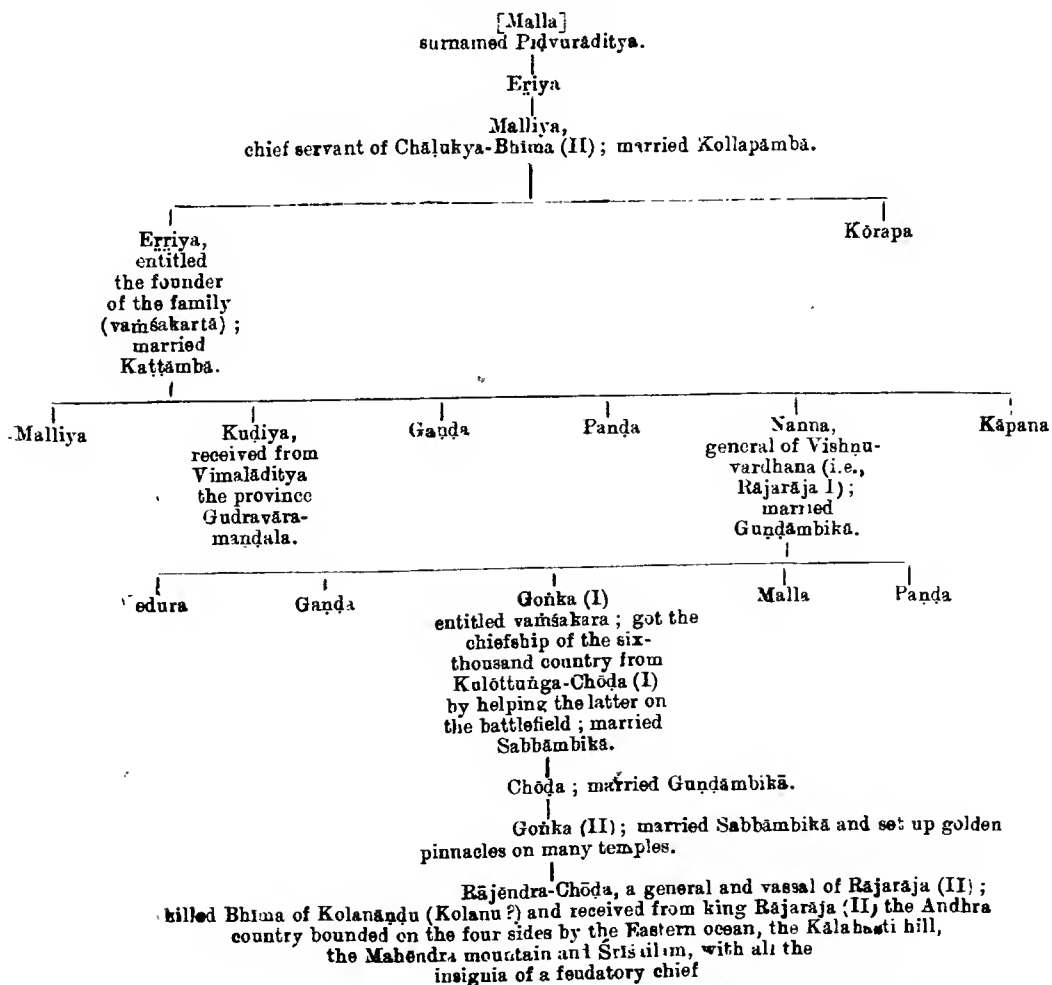 [Malla]
surnamed Piḍvurāditya.
Eṟiya
Malliya,
chief servant of Chāḷukya-Bhīma (II) ; married Kollapāmbā.
Eṟṟiya,
entitled
the founder
of the family
(vaṁśakartā) ;
married
Kaṭṭāmbā.
Kōrapa
Malliya
Kuḍiya,
received from
Vimalāditya
the province
Gudravāra-
maṇḍala.
Gaṇḍa
Paṇḍa
Nanna,
general of Vishṇu-
vardhana (i.e.,
Rājarāja I) ;
married
Guṇḍāmbikā.
Kāpana
edura
Gaṇḍa
Goṅka (I)
entitled vaṁśakara ; got the
chiefship of the six-
thousand country from
Kulōttuṅga-Chōḍa (I)
by helping the latter on
the battlefield ; married
Sabbāmbikā.
Malla
Paṇḍa
Chōḍa ; married Guṇḍāmbikā.
Goṅka (II) ; married Sabbāmbikā and set up golden
pinnacles on many temples.
Rājēndra-Chōḍa, a general and vassal of Rājarāja (II) ;
killed Bhīma of Kolanāṇḍu (Kolanu ?) and received from king Rājarāja (II) the Andhra
country bounded on the four sides by the Eastern ocean, the Kālahasti hill,
the Mahēndra mountain and Śrīśailam, with all the
insignia of a feudatory chief